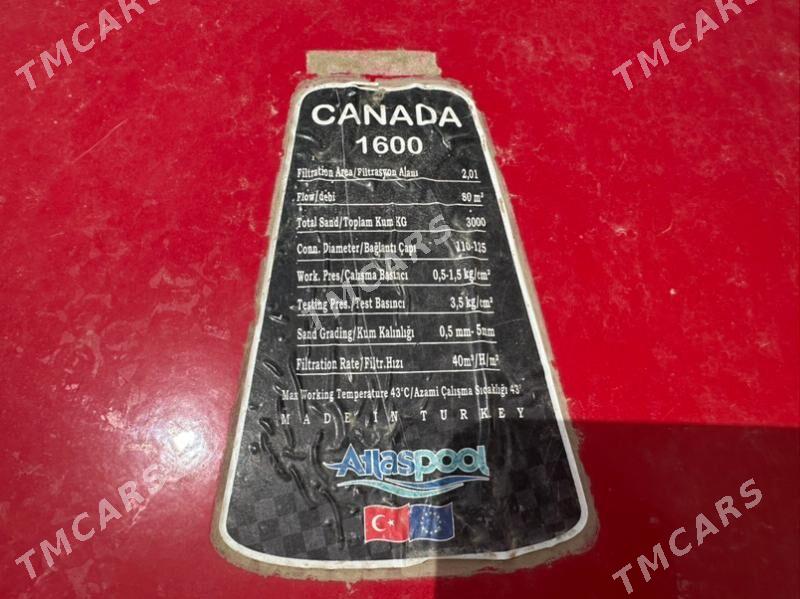 TMCARS
TMCARS
CANADA
1600
Filtration Area/Filtrasyon Alanı 2,01
Flow/debi 80 m³
Total Sand/Toplam Kum KG 3000
Conn. Diameter/Bağlantı Çapı 110-125
Work. Pres/Çalışma Basıncı 0,5-1,5 kg/cm²
Testing Pres./Test Basıncı 3,5 kg/cm²
Sand Grading/Kum Kalınlığı 0,5 mm- 5mm
Filtration Rate/Filtr.Hızı 40m³/H/m²
Max Working Temperature 43°C/Azami Çalışma Sıcaklığı 43°
MADE IN TURKEY
Atlaspool
TMCARS
TMCARS
TMCARS